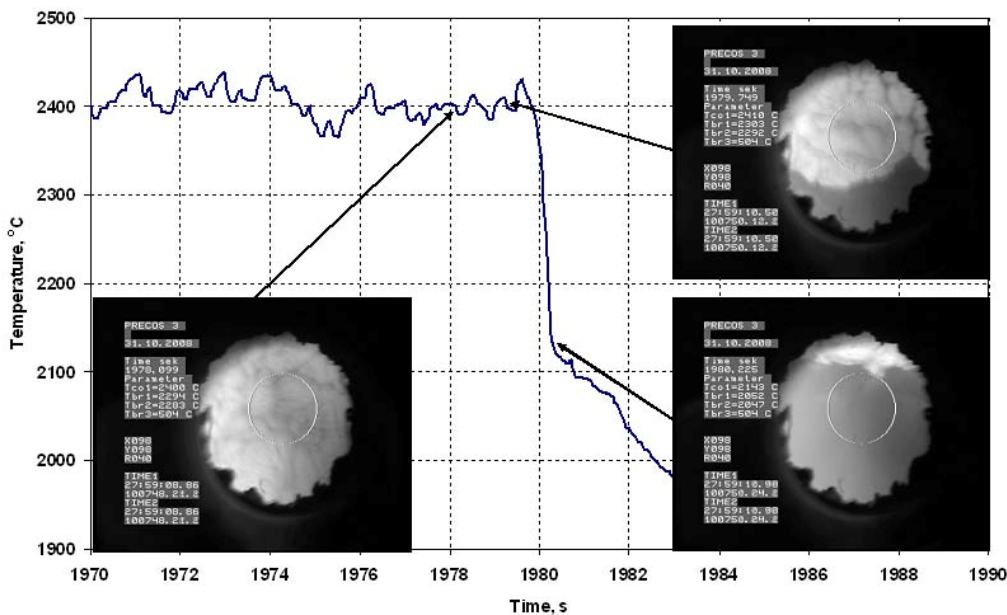 2500
2400
2300
2200
2100
2000
1900
Temperature, °C
1970
1972
1974
1976
1978
1980
1982
1984
1986
1988
1990
Time, s
PRECOS 3
31.10.2008
Time sek
1978.099
Parameter
Tco1=2400 C
Tbr1=2294 C
Tbr2=2283 C
Tbr3=504 C
X098
Y098
R040
TIME1
27:59:08.86
100748.21.2
TIME2
27:59:08.86
100748.21.2
PRECOS 3
31.10.2008
Time sek
1979.749
Parameter
Tco1=2410 C
Tbr1=2303 C
Tbr2=2292 C
Tbr3=504 C
X098
Y098
R040
TIME1
27:59:10.50
100750.12.2
TIME2
27:59:10.50
100750.12.2
PRECOS 3
31.10.2008
Time sek
1980.225
Parameter
Tco1=2143 C
Tbr1=2052 C
Tbr2=2047 C
Tbr3=504 C
X098
Y098
R040
TIME1
27:59:10.98
100750.24.2
TIME2
27:59:10.98
100750.24.2